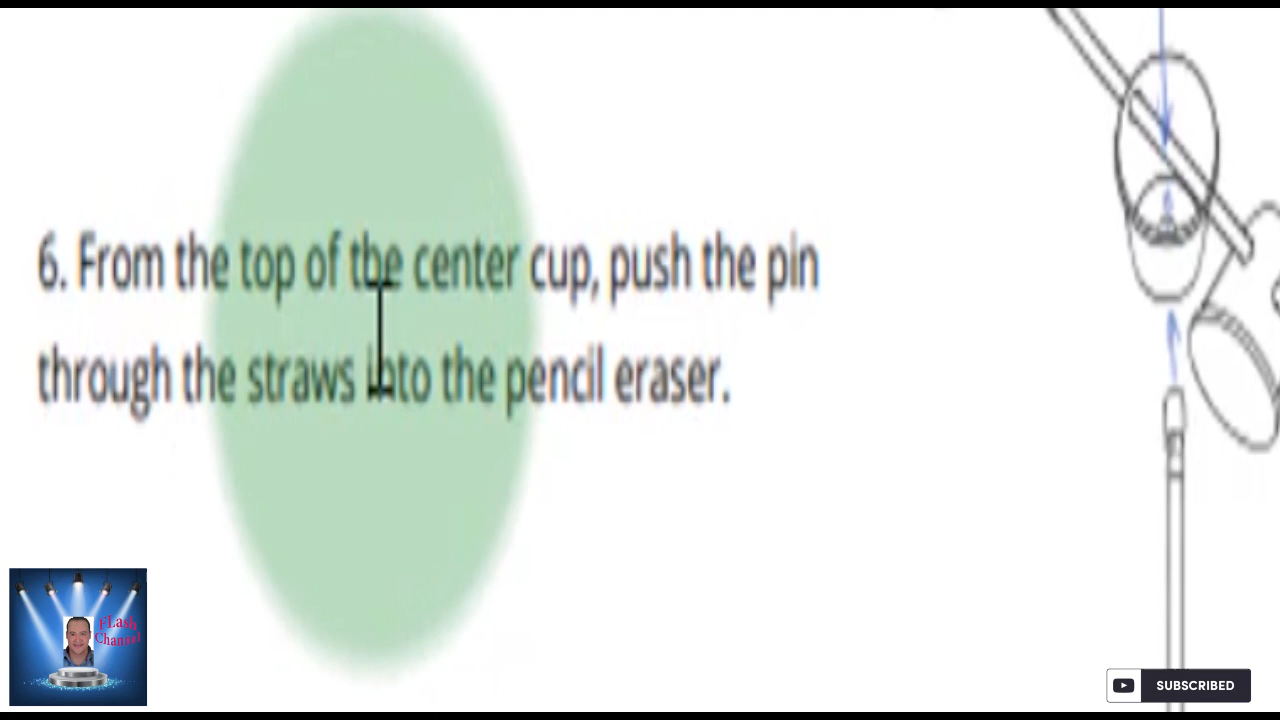 6. From the top of the center cup, push the pin
through the straws into the pencil eraser.
FLash
Channel
SUBSCRIBED